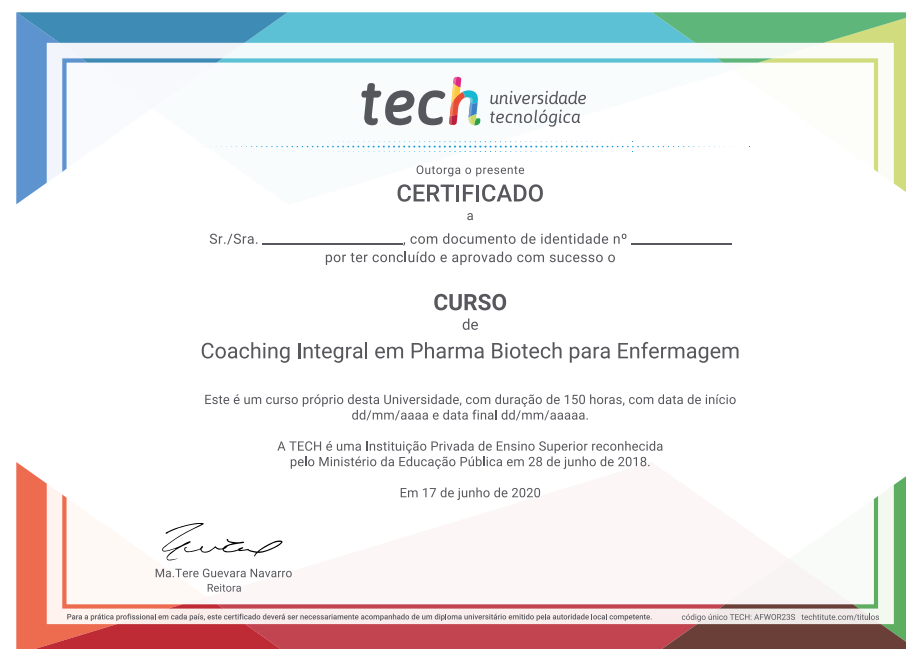 tech universidade
tecnológica
Outorga o presente
CERTIFICADO
a
Sr./Sra. ____________________, com documento de identidade nº ______________
por ter concluído e aprovado com sucesso o
CURSO
de
Coaching Integral em Pharma Biotech para Enfermagem
Este é um curso próprio desta Universidade, com duração de 150 horas, com data de início
dd/mm/aaaa e data final dd/mm/aaaaa.
A TECH é uma Instituição Privada de Ensino Superior reconhecida
pelo Ministério da Educação Pública em 28 de junho de 2018.
Em 17 de junho de 2020
Ma.Tere Guevara Navarro
Reitora
Para a prática profissional em cada país, este certificado deverá ser necessariamente acompanhado de um diploma universitário emitido pela autoridade local competente. código único TECH: AFWOR23S techtitute.com/titulos